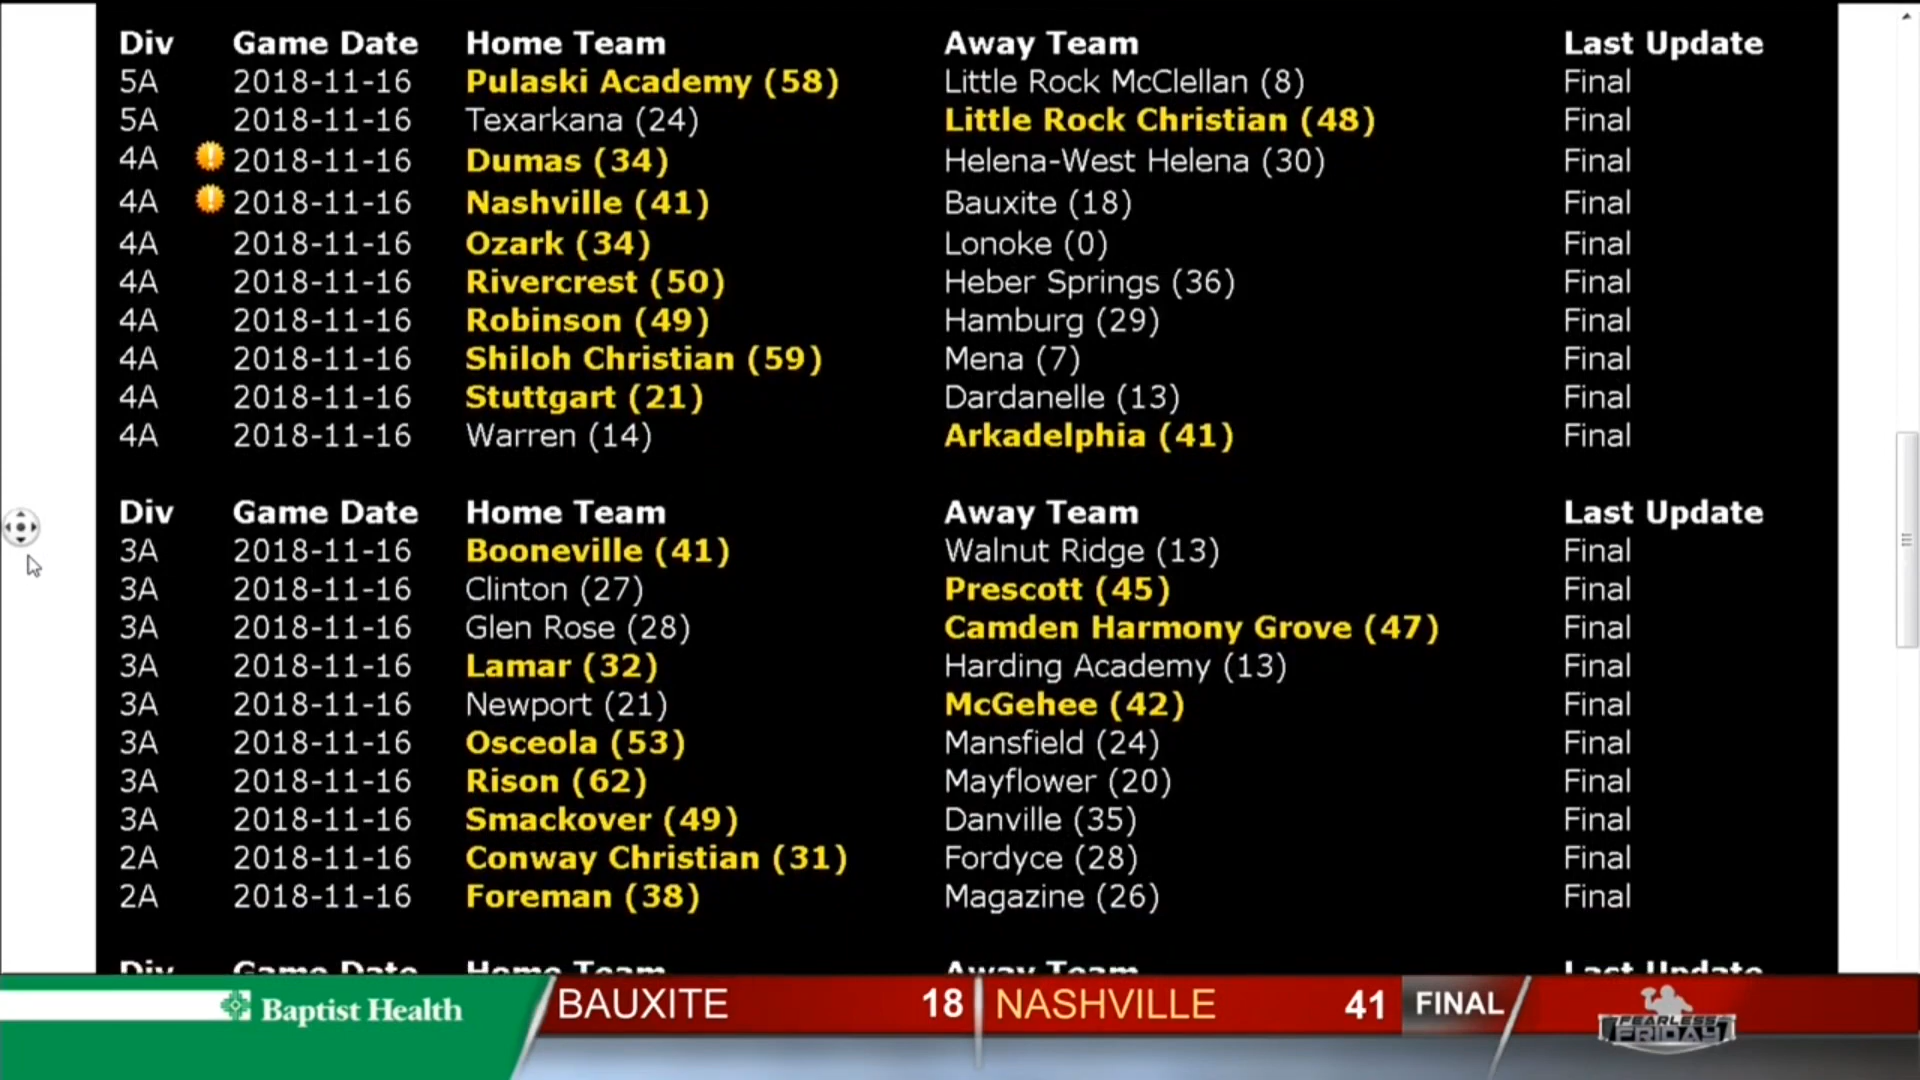 Div Game Date Home Team Away Team Last Update
5A 2018-11-16 Pulaski Academy (58) Little Rock McClellan (8) Final
5A 2018-11-16 Texarkana (24) Little Rock Christian (48) Final
4A 2018-11-16 Dumas (34) Helena-West Helena (30) Final
4A 2018-11-16 Nashville (41) Bauxite (18) Final
4A 2018-11-16 Ozark (34) Lonoke (0) Final
4A 2018-11-16 Rivercrest (50) Heber Springs (36) Final
4A 2018-11-16 Robinson (49) Hamburg (29) Final
4A 2018-11-16 Shiloh Christian (59) Mena (7) Final
4A 2018-11-16 Stuttgart (21) Dardanelle (13) Final
4A 2018-11-16 Warren (14) Arkadelphia (41) Final
Div Game Date Home Team Away Team Last Update
3A 2018-11-16 Booneville (41) Walnut Ridge (13) Final
3A 2018-11-16 Clinton (27) Prescott (45) Final
3A 2018-11-16 Glen Rose (28) Camden Harmony Grove (47) Final
3A 2018-11-16 Lamar (32) Harding Academy (13) Final
3A 2018-11-16 Newport (21) McGehee (42) Final
3A 2018-11-16 Osceola (53) Mansfield (24) Final
3A 2018-11-16 Rison (62) Mayflower (20) Final
3A 2018-11-16 Smackover (49) Danville (35) Final
2A 2018-11-16 Conway Christian (31) Fordyce (28) Final
2A 2018-11-16 Foreman (38) Magazine (26) Final
Div Game Date Home Team Away Team Last Update
Baptist Health BAUXITE 18 NASHVILLE 41 FINAL
FEARLESS
FRIDAY